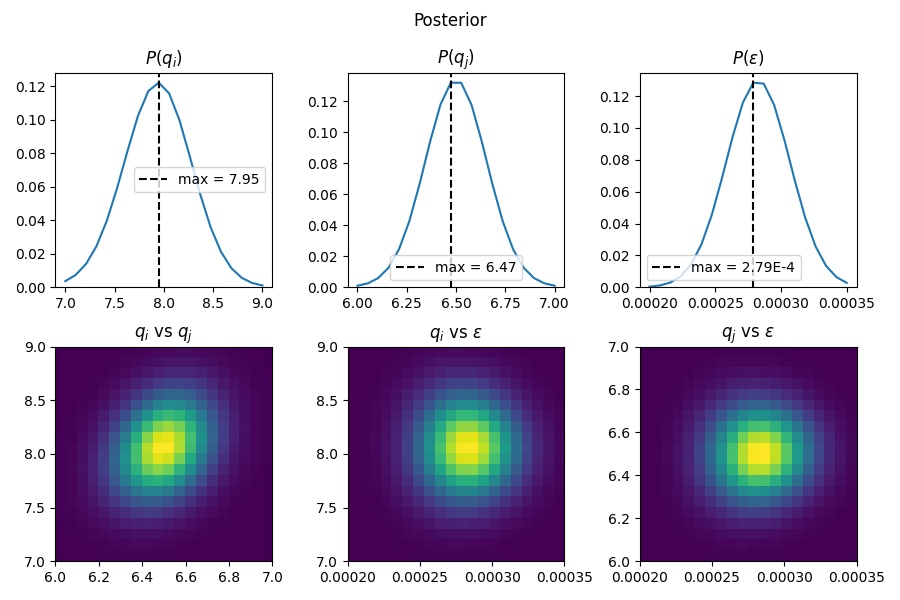 Posterior
P(q_i)
P(q_j)
P(ε)
0.12
0.10
0.08
0.06
0.04
0.02
0.00
max = 7.95
7.0 7.5 8.0 8.5 9.0
0.12
0.10
0.08
0.06
0.04
0.02
0.00
max = 6.47
6.00 6.25 6.50 6.75 7.00
0.12
0.10
0.08
0.06
0.04
0.02
0.00
max = 2.79E-4
0.00020 0.00025 0.00030 0.00035
q_i vs q_j
9.0
8.5
8.0
7.5
7.0
6.0 6.2 6.4 6.6 6.8 7.0
q_i vs ε
9.0
8.5
8.0
7.5
7.0
0.00020 0.00025 0.00030 0.00035
q_j vs ε
7.0
6.8
6.6
6.4
6.2
6.0
0.00020 0.00025 0.00030 0.00035